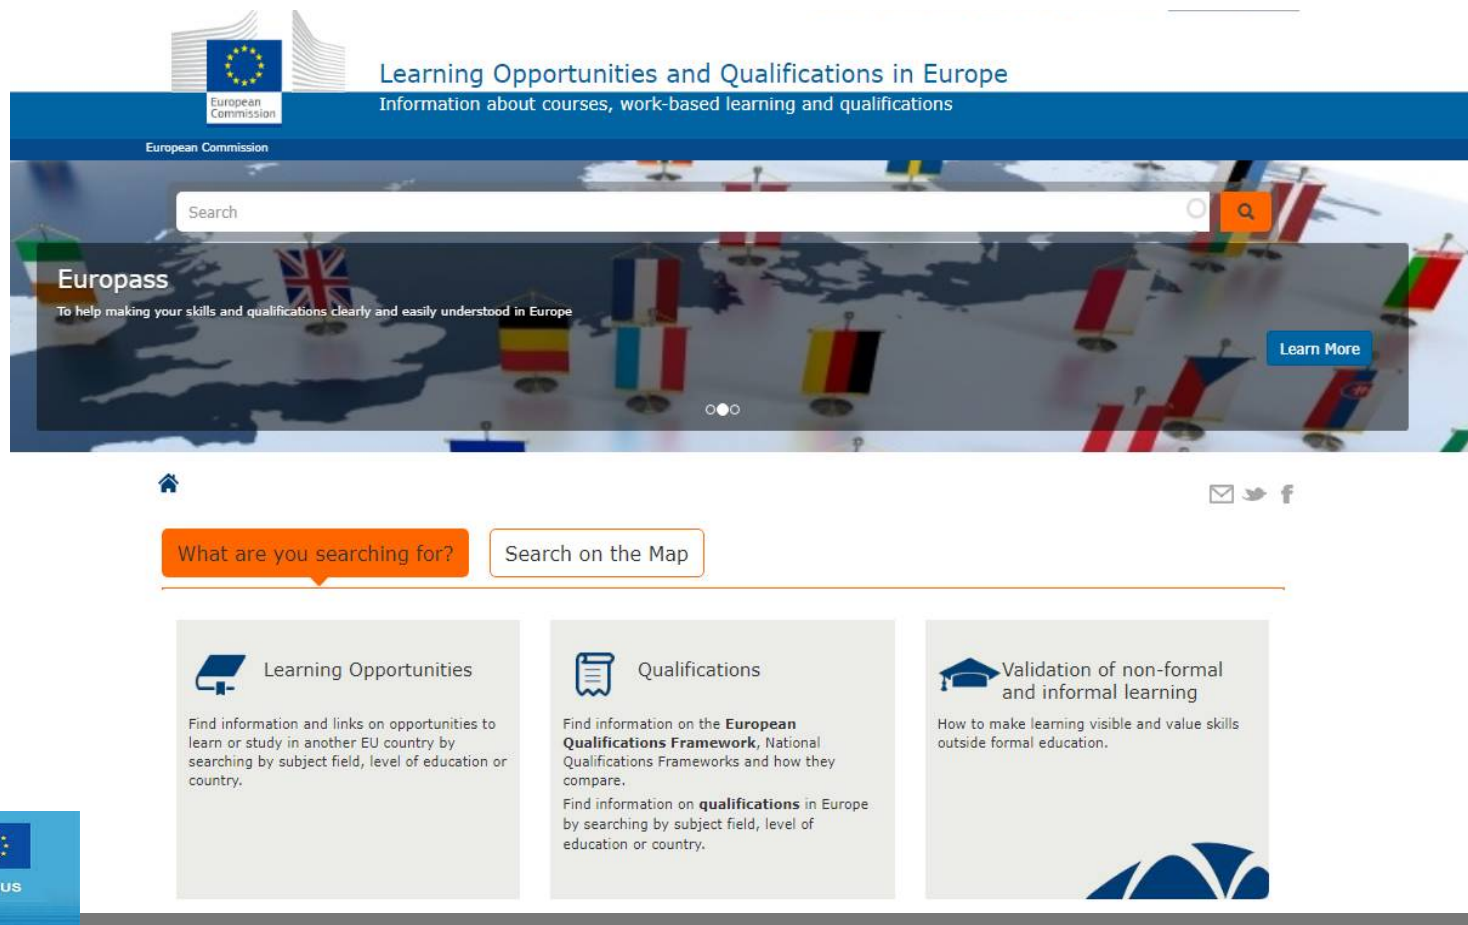 Learning Opportunities and Qualifications in Europe
European
Commission
Information about courses, work-based learning and qualifications
European Commission
Search
Europass
To help making your skills and qualifications clearly and easily understood in Europe
Learn More
What are you searching for?
Search on the Map
Learning Opportunities
Find information and links on opportunities to
learn or study in another EU country by
searching by subject field, level of education or
country.
Qualifications
Find information on the European
Qualifications Framework, National
Qualifications Frameworks and how they
compare.
Find information on qualifications in Europe
by searching by subject field, level of
education or country.
Validation of non-formal
and informal learning
How to make learning visible and value skills
outside formal education.
us